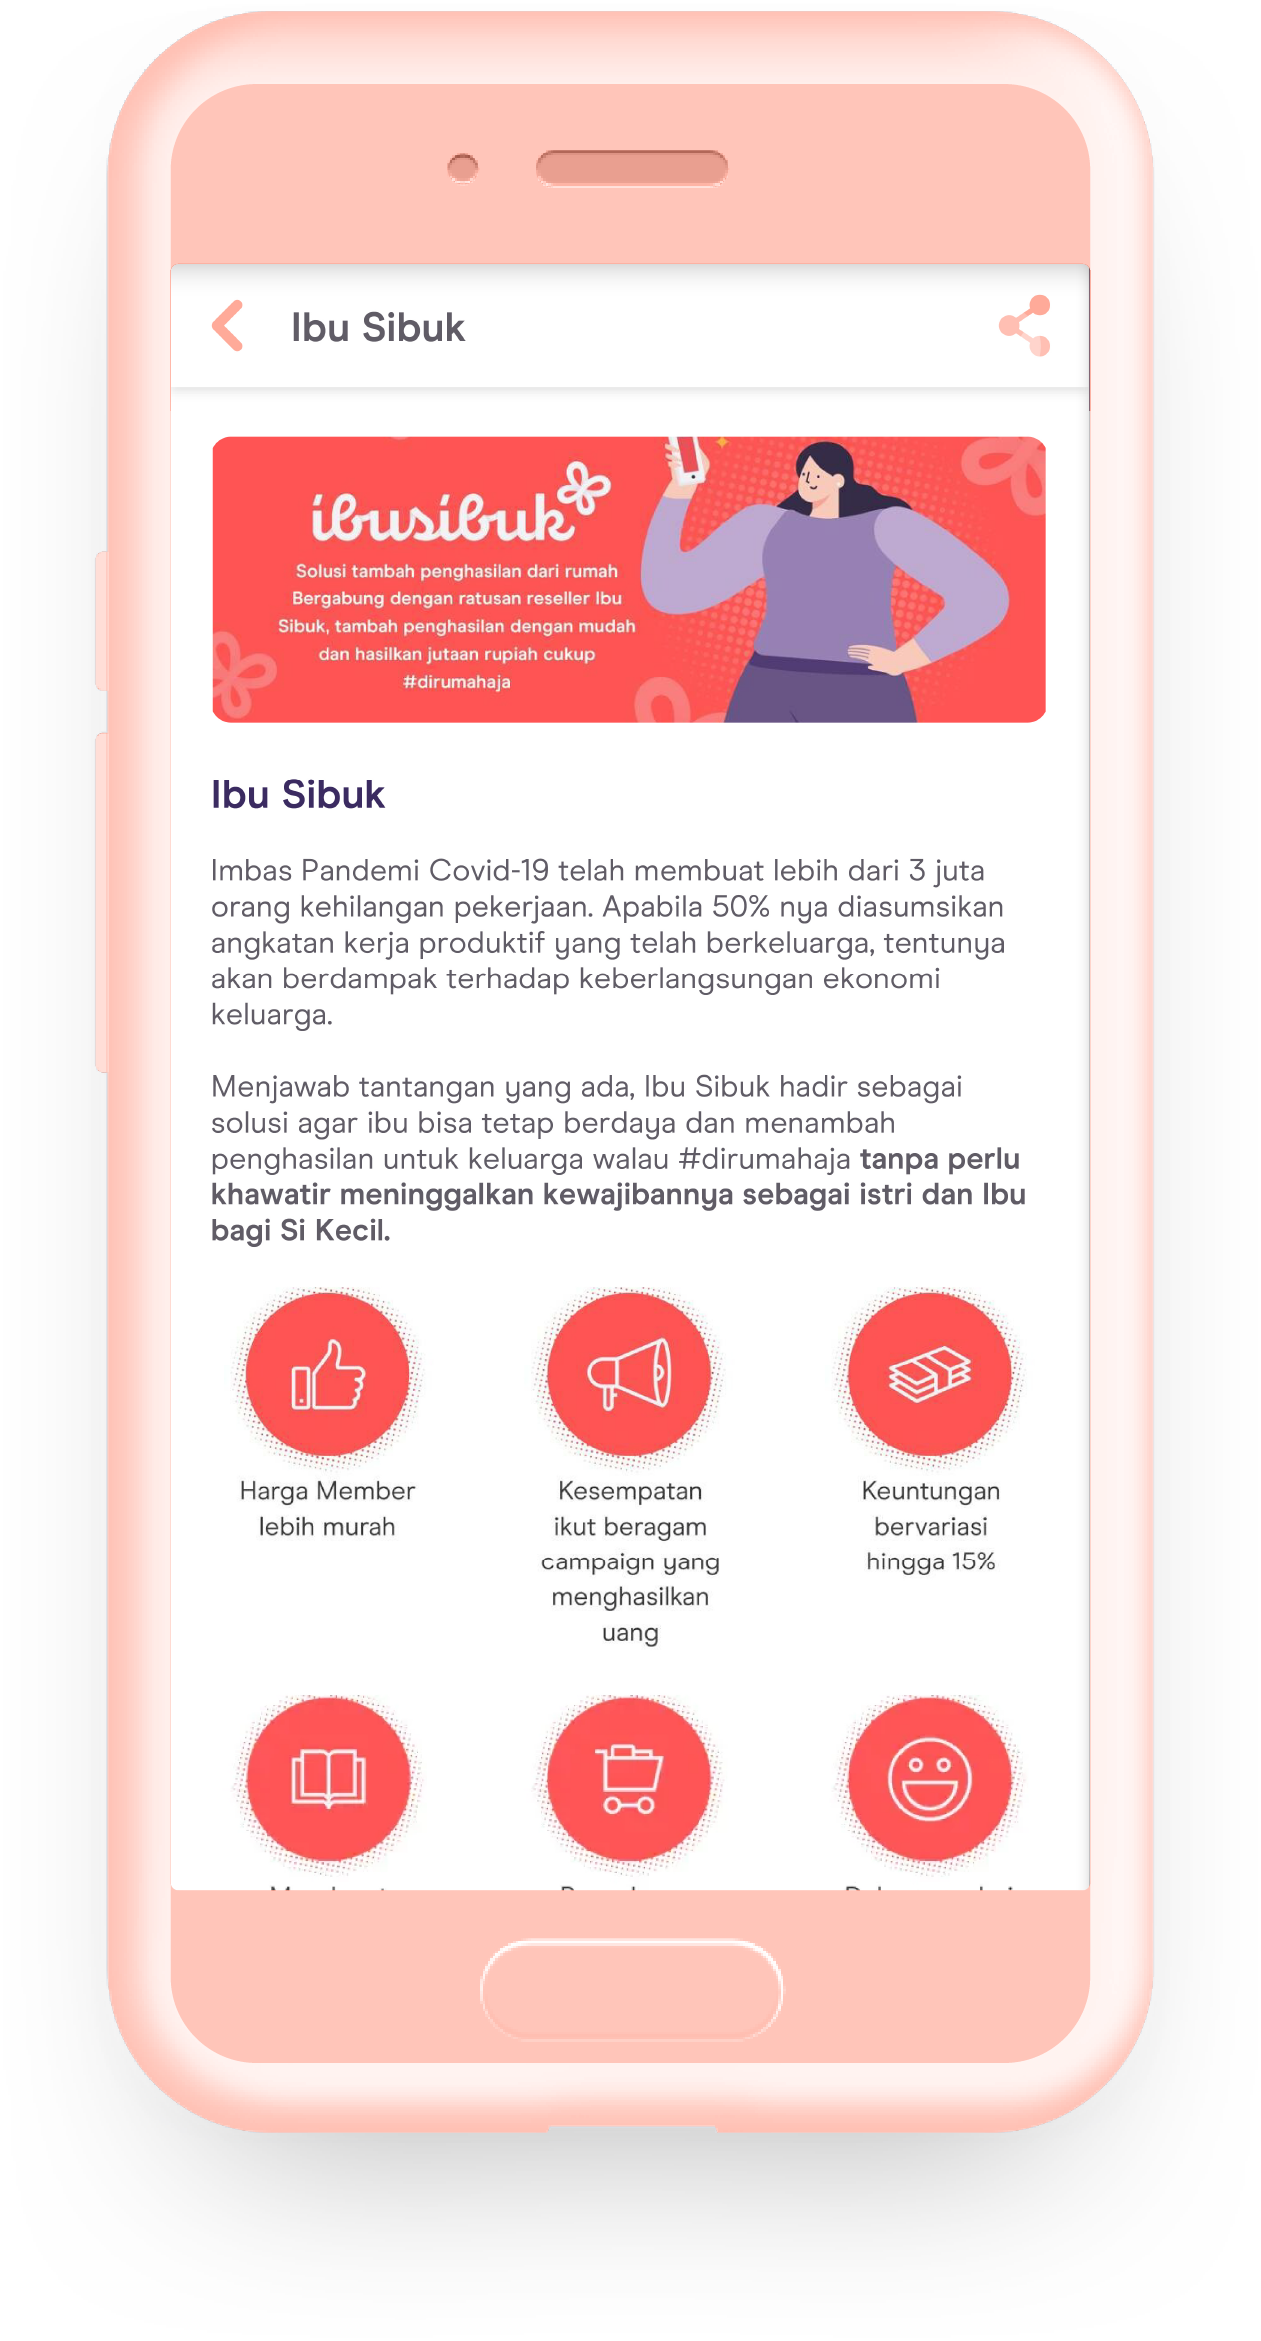 Ibu Sibuk
ibusibuk
Solusi tambah penghasilan dari rumah
Bergabung dengan ratusan reseller Ibu
Sibuk, tambah penghasilan dengan mudah
dan hasilkan jutaan rupiah cukup
#dirumahaja
Ibu Sibuk
Imbas Pandemi Covid-19 telah membuat lebih dari 3 juta
orang kehilangan pekerjaan. Apabila 50% nya diasumsikan
angkatan kerja produktif yang telah berkeluarga, tentunya
akan berdampak terhadap keberlangsungan ekonomi
keluarga.
Menjawab tantangan yang ada, Ibu Sibuk hadir sebagai
solusi agar ibu bisa tetap berdaya dan menambah
penghasilan untuk keluarga walau #dirumahaja tanpa perlu
khawatir meninggalkan kewajibannya sebagai istri dan Ibu
bagi Si Kecil.
Harga Member
lebih murah
Kesempatan
ikut beragam
campaign yang
menghasilkan
uang
Keuntungan
bervariasi
hingga 15%